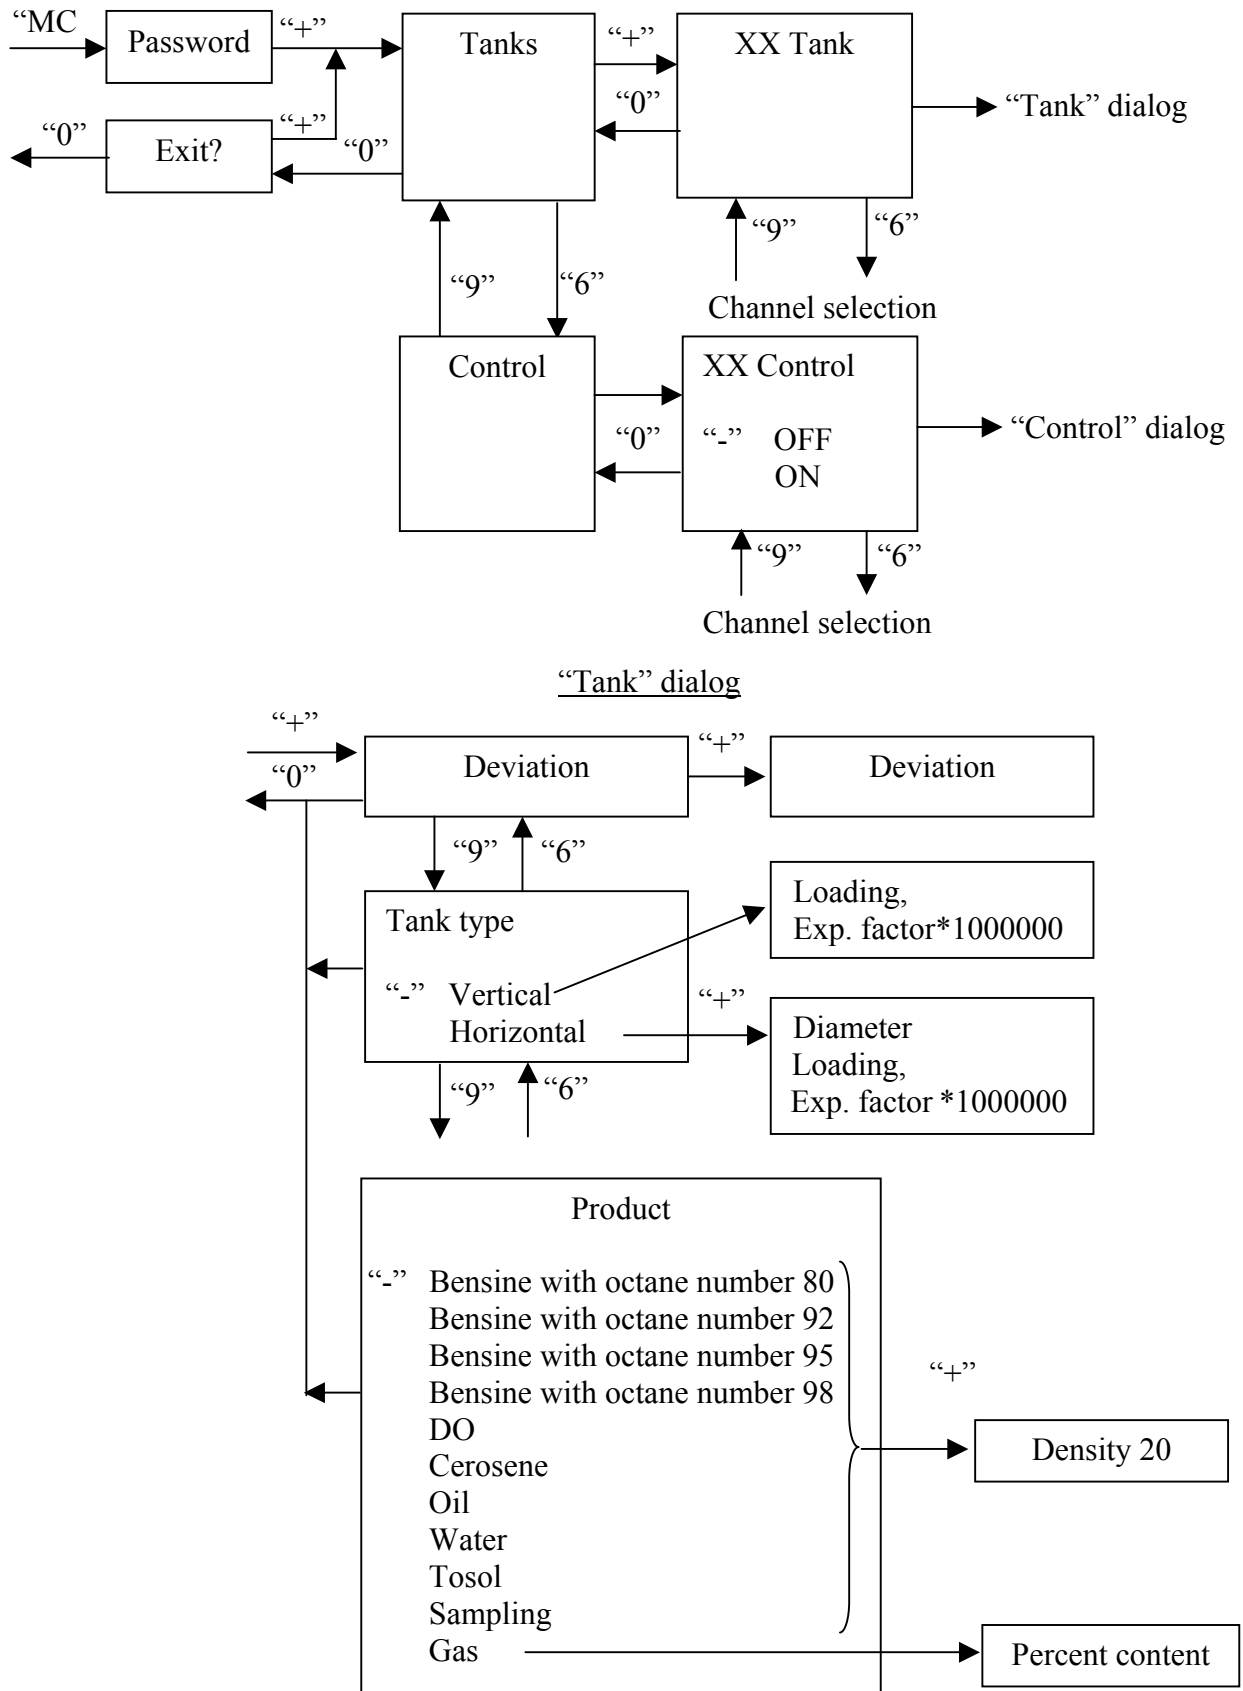 “MC
Password
“+”
Tanks
“+”
XX Tank
“0”
“Tank” dialog
“0”
Exit?
“+”
“0”
“9”
“6”
“9”
“6”
Channel selection
Control
XX Control
“0”
“-” OFF
ON
“Control” dialog
“9”
“6”
Channel selection
“Tank” dialog
“+”
“0”
Deviation
“+”
Deviation
“9”
“6”
Tank type
“-” Vertical
Horizontal
“+”
Loading,
Exp. factor*1000000
Diameter
Loading,
Exp. factor *1000000
“9”
“6”
Product
“-” Bensine with octane number 80
Bensine with octane number 92
Bensine with octane number 95
Bensine with octane number 98
DO
Cerosene
Oil
Water
Tosol
Sampling
Gas
“+”
Density 20
Percent content